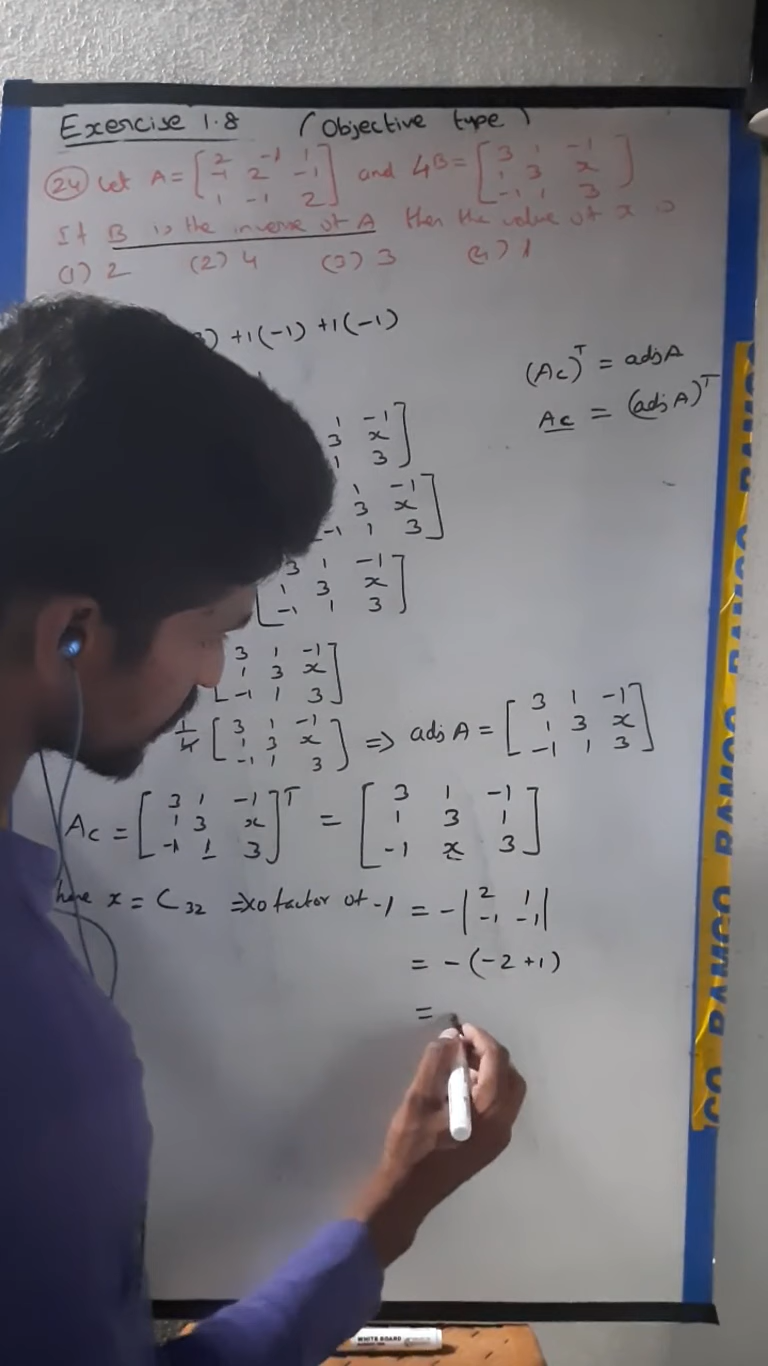 Exercise 1.8 (Objective type)
(24) Let A = [ 2 -1 1 and 4B = [ 3 1 -1
-1 2 -1 1 3 x
1 -1 2 ] -1 1 3 ]
If B is the inverse of A then the value of x is
(1) 2 (2) 4 (3) 3 (4) 1
) +1(-1) +1(-1)
(Ac)^T = adj A
Ac = (adj A)^T
1 -1
3 x
1 3 ]
1 -1
3 x
-1 1 3 ]
3 1 -1
1 3 x
[ -1 1 3 ]
3 1 -1
1 3 x
[ -1 1 3 ]
1/4 [ 3 1 -1 ⇒ adj A = [ 3 1 -1
1 3 x 1 3 x
-1 1 3 ] -1 1 3 ]
Ac = [ 3 1 -1 ]^T = [ 3 1 -1
1 3 x 1 3 1
-1 1 3 -1 x 3 ]
x = C32 ⇒ co factor of -1 = - | 2 1
-1 -1 |
= - (-2 +1)
=
RAMCO RAMCO RAMCO
WHITE BOARD